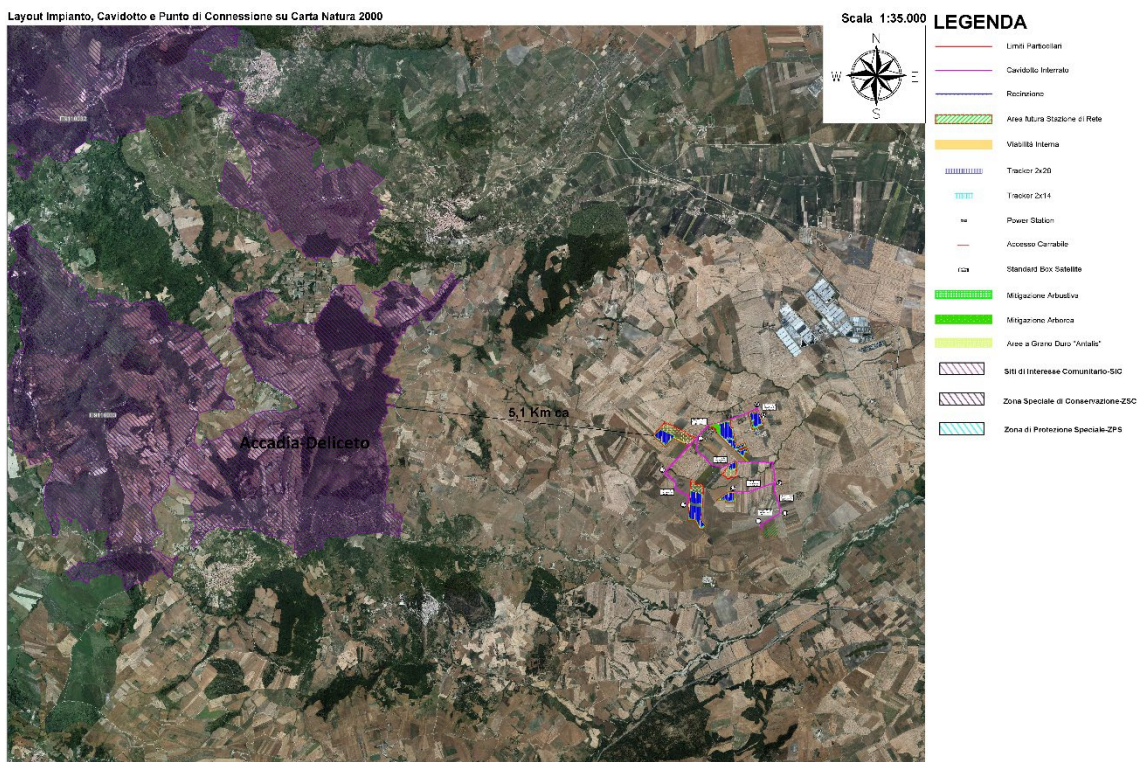 Layout Impianto, Cavidotto e Punto di Connessione su Carta Natura 2000
Scala 1:35.000
N
W E
S
LEGENDA
Limiti Particellari
Cavidotto Interrato
Recinzione
Area futura Stazione di Rete
Viabilità Interna
Tracker 2x20
Tracker 2x14
Power Station
Accesso Carrabile
Standard Box Satellite
Mitigazione Arbustiva
Mitigazione Arborea
Aree a Grano Duro "Antalis"
Siti di Interesse Comunitario-SIC
Zona Speciale di Conservazione-ZSC
Zona di Protezione Speciale-ZPS
5,1 Km ca
Accadia-Deliceto